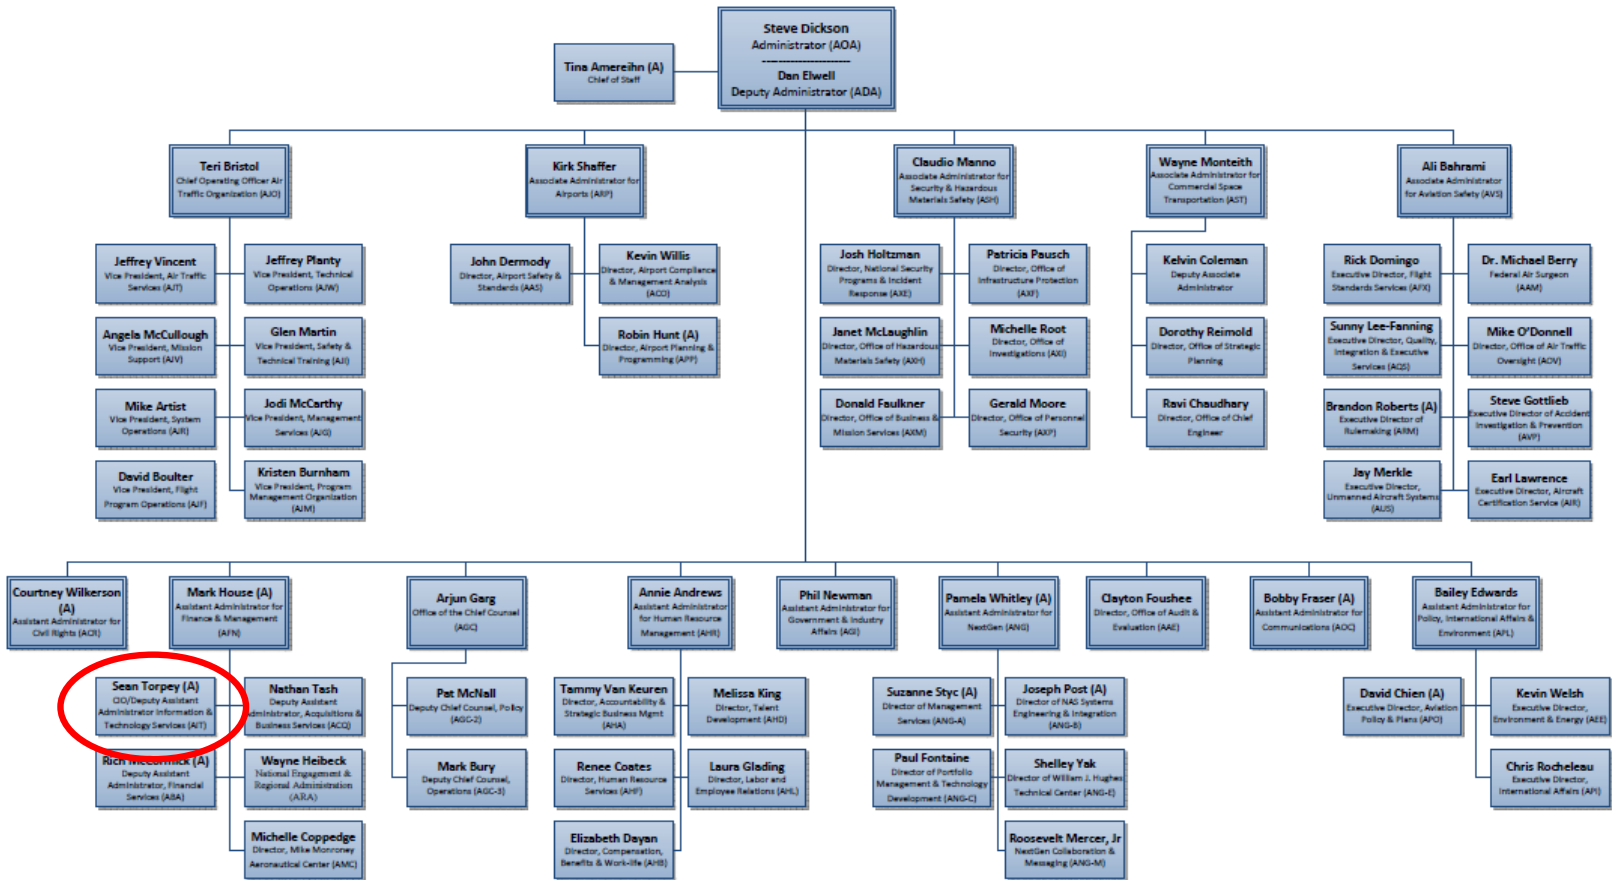 Steve Dickson
Administrator (AOA)
----------------------
Dan Elwell
Deputy Administrator (ADA)
Tina Amereihn (A)
Chief of Staff
Teri Bristol
Chief Operating Officer Air
Traffic Organization (AJO)
Kirk Shaffer
Associate Administrator for
Airports (ARP)
Claudio Manno
Associate Administrator for
Security & Hazardous
Materials Safety (ASH)
Wayne Monteith
Associate Administrator for
Commercial Space
Transportation (AST)
Ali Bahrami
Associate Administrator
for Aviation Safety (AVS)
Jeffrey Vincent
Vice President, Air Traffic
Services (AJT)
Jeffrey Planty
Vice President, Technical
Operations (AJW)
Angela McCullough
Vice President, Mission
Support (AJV)
Glen Martin
Vice President, Safety &
Technical Training (AJI)
Mike Artist
Vice President, System
Operations (AJR)
Jodi McCarthy
Vice President, Management
Services (AJG)
David Boulter
Vice President, Flight
Program Operations (AJF)
Kristen Burnham
Vice President, Program
Management Organization
(AJM)
John Dermody
Director, Airport Safety &
Standards (AAS)
Kevin Willis
Director, Airport Compliance
& Management Analysis
(ACO)
Robin Hunt (A)
Director, Airport Planning &
Programming (APP)
Josh Holtzman
Director, National Security
Programs & Incident
Response (AXE)
Patricia Pausch
Director, Office of
Infrastructure Protection
(AXF)
Janet McLaughlin
Director, Office of Hazardous
Materials Safety (AXH)
Michelle Root
Director, Office of
Investigations (AXI)
Donald Faulkner
Director, Office of Business &
Mission Services (AXM)
Gerald Moore
Director, Office of Personnel
Security (AXP)
Kelvin Coleman
Deputy Associate
Administrator
Dorothy Reimold
Director, Office of Strategic
Planning
Ravi Chaudhary
Director, Office of Chief
Engineer
Rick Domingo
Executive Director, Flight
Standards Services (AFX)
Dr. Michael Berry
Federal Air Surgeon
(AAM)
Sunny Lee-Fanning
Executive Director, Quality,
Integration & Executive
Services (AQS)
Mike O'Donnell
Director, Office of Air Traffic
Oversight (AOV)
Brandon Roberts (A)
Executive Director of
Rulemaking (ARM)
Steve Gottlieb
Executive Director of Accident
Investigation & Prevention
(AVP)
Jay Merkle
Executive Director,
Unmanned Aircraft Systems
(AUS)
Earl Lawrence
Executive Director, Aircraft
Certification Service (AIR)
Courtney Wilkerson
(A)
Assistant Administrator for
Civil Rights (ACR)
Mark House (A)
Assistant Administrator for
Finance & Management
(AFN)
Arjun Garg
Office of the Chief Counsel
(AGC)
Annie Andrews
Assistant Administrator
for Human Resource
Management (AHR)
Phil Newman
Assistant Administrator for
Government & Industry
Affairs (AGI)
Pamela Whitley (A)
Assistant Administrator for
NextGen (ANG)
Clayton Foushee
Director, Office of Audit &
Evaluation (AAE)
Bobby Fraser (A)
Assistant Administrator for
Communications (AOC)
Bailey Edwards
Assistant Administrator for
Policy, International Affairs &
Environment (APL)
Sean Torpey (A)
CIO/Deputy Assistant
Administrator Information &
Technology Services (AIT)
Nathan Tash
Deputy Assistant
Administrator, Acquisitions &
Business Services (ACQ)
Rich McCormick (A)
Deputy Assistant
Administrator, Financial
Services (ABA)
Wayne Heibeck
National Engagement &
Regional Administration
(ARA)
Michelle Coppedge
Director, Mike Monroney
Aeronautical Center (AMC)
Pat McNall
Deputy Chief Counsel, Policy
(AGC-2)
Mark Bury
Deputy Chief Counsel,
Operations (AGC-3)
Tammy Van Keuren
Director, Accountability &
Strategic Business Mgmt
(AHA)
Melissa King
Director, Talent
Development (AHD)
Renee Coates
Director, Human Resource
Services (AHF)
Laura Glading
Director, Labor and
Employee Relations (AHL)
Elizabeth Dayan
Director, Compensation,
Benefits & Work-life (AHB)
Suzanne Styc (A)
Director of Management
Services (ANG-A)
Joseph Post (A)
Director of NAS Systems
Engineering & Integration
(ANG-B)
Paul Fontaine
Director of Portfolio
Management & Technology
Development (ANG-C)
Shelley Yak
Director of William J. Hughes
Technical Center (ANG-E)
Roosevelt Mercer, Jr
NextGen Collaboration &
Messaging (ANG-M)
David Chien (A)
Executive Director, Aviation
Policy & Plans (APO)
Kevin Welsh
Executive Director,
Environment & Energy (AEE)
Chris Rocheleau
Executive Director,
International Affairs (API)